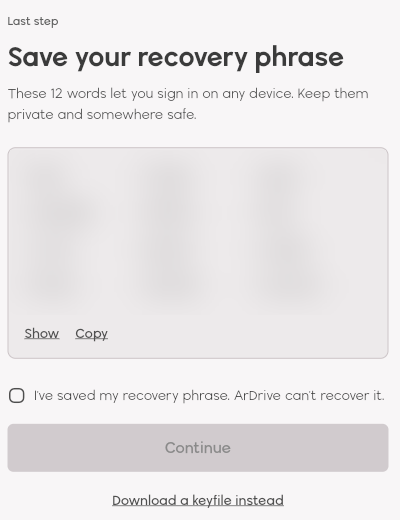 Last step
Save your recovery phrase
These 12 words let you sign in on any device. Keep them
private and somewhere safe.
Show Copy
I've saved my recovery phrase. ArDrive can't recover it.
Continue
Download a keyfile instead